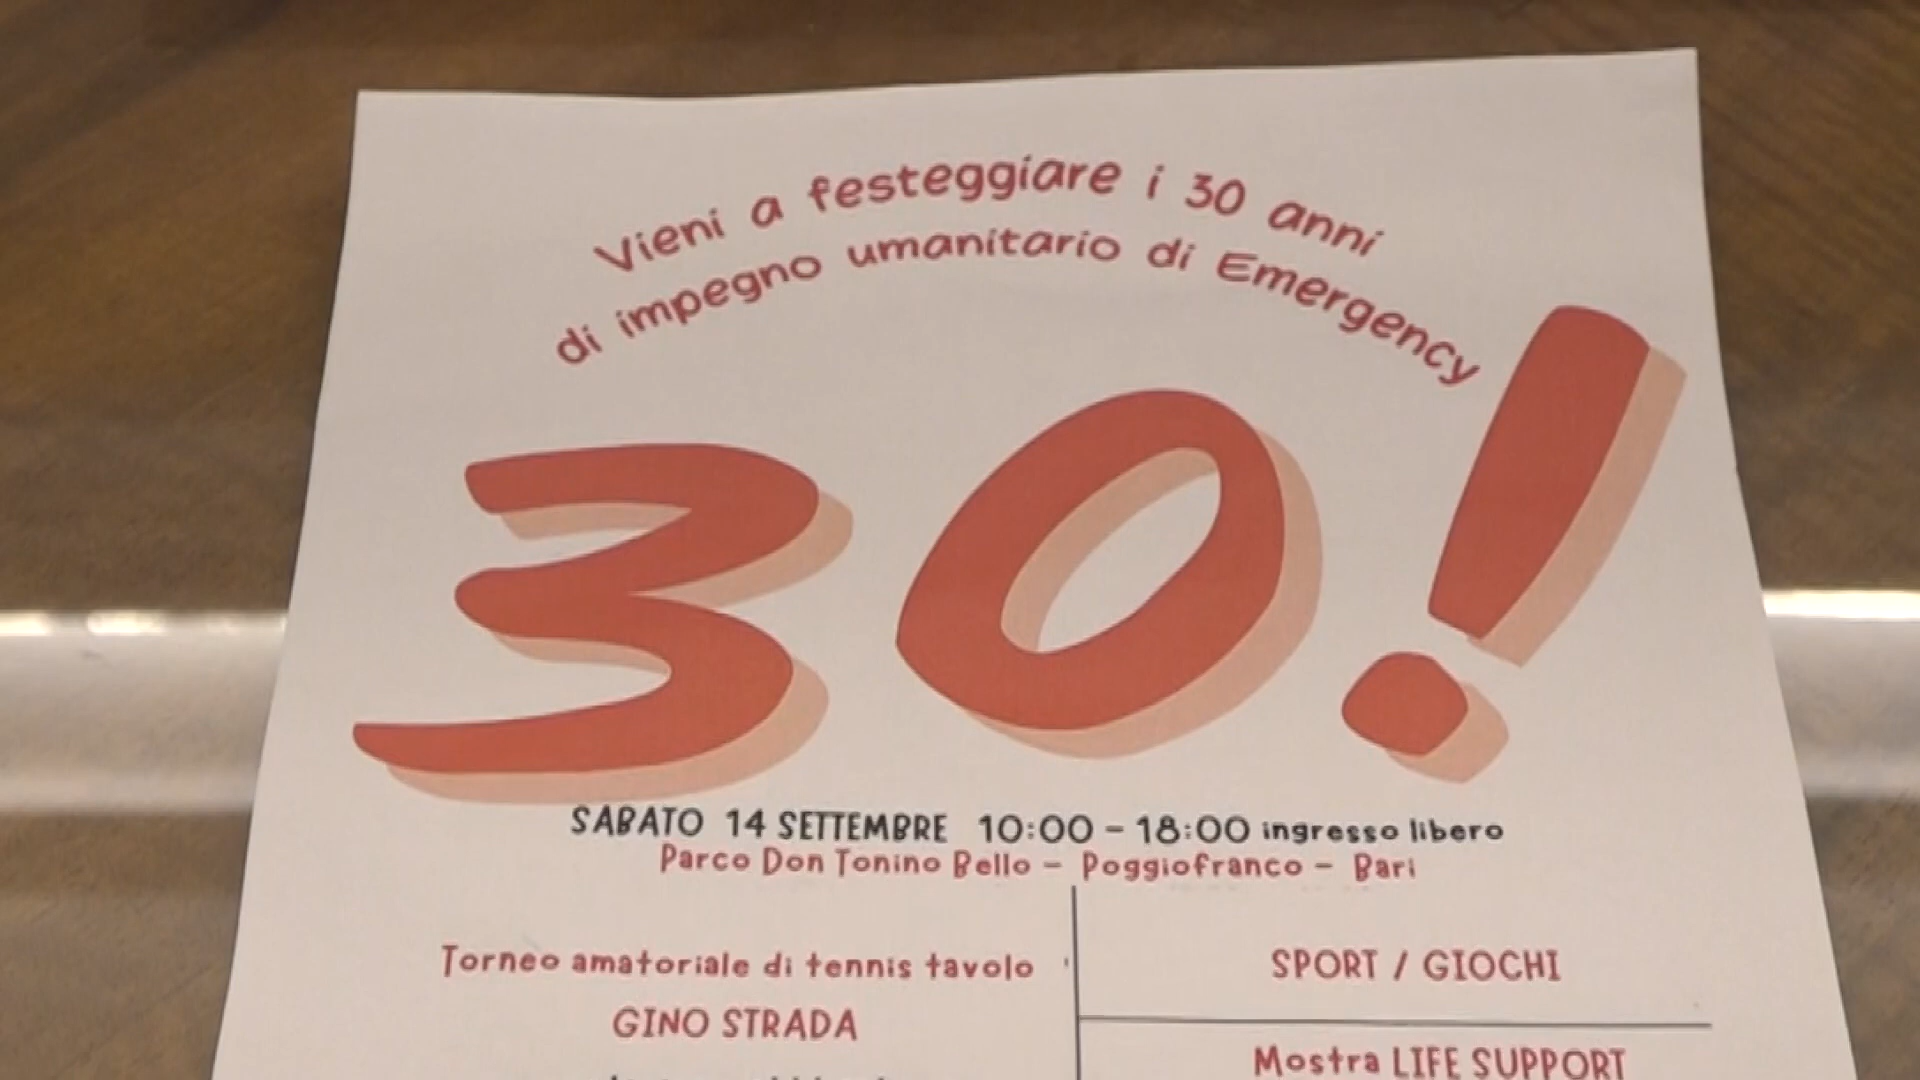 Vieni a festeggiare i 30 anni
di impegno umanitario di Emergency
30!
SABATO 14 SETTEMBRE 10:00 - 18:00 ingresso libero
Parco Don Tonino Bello - Poggiofranco - Bari
Torneo amatoriale di tennis tavolo
GINO STRADA
SPORT / GIOCHI
Mostra LIFE SUPPORT